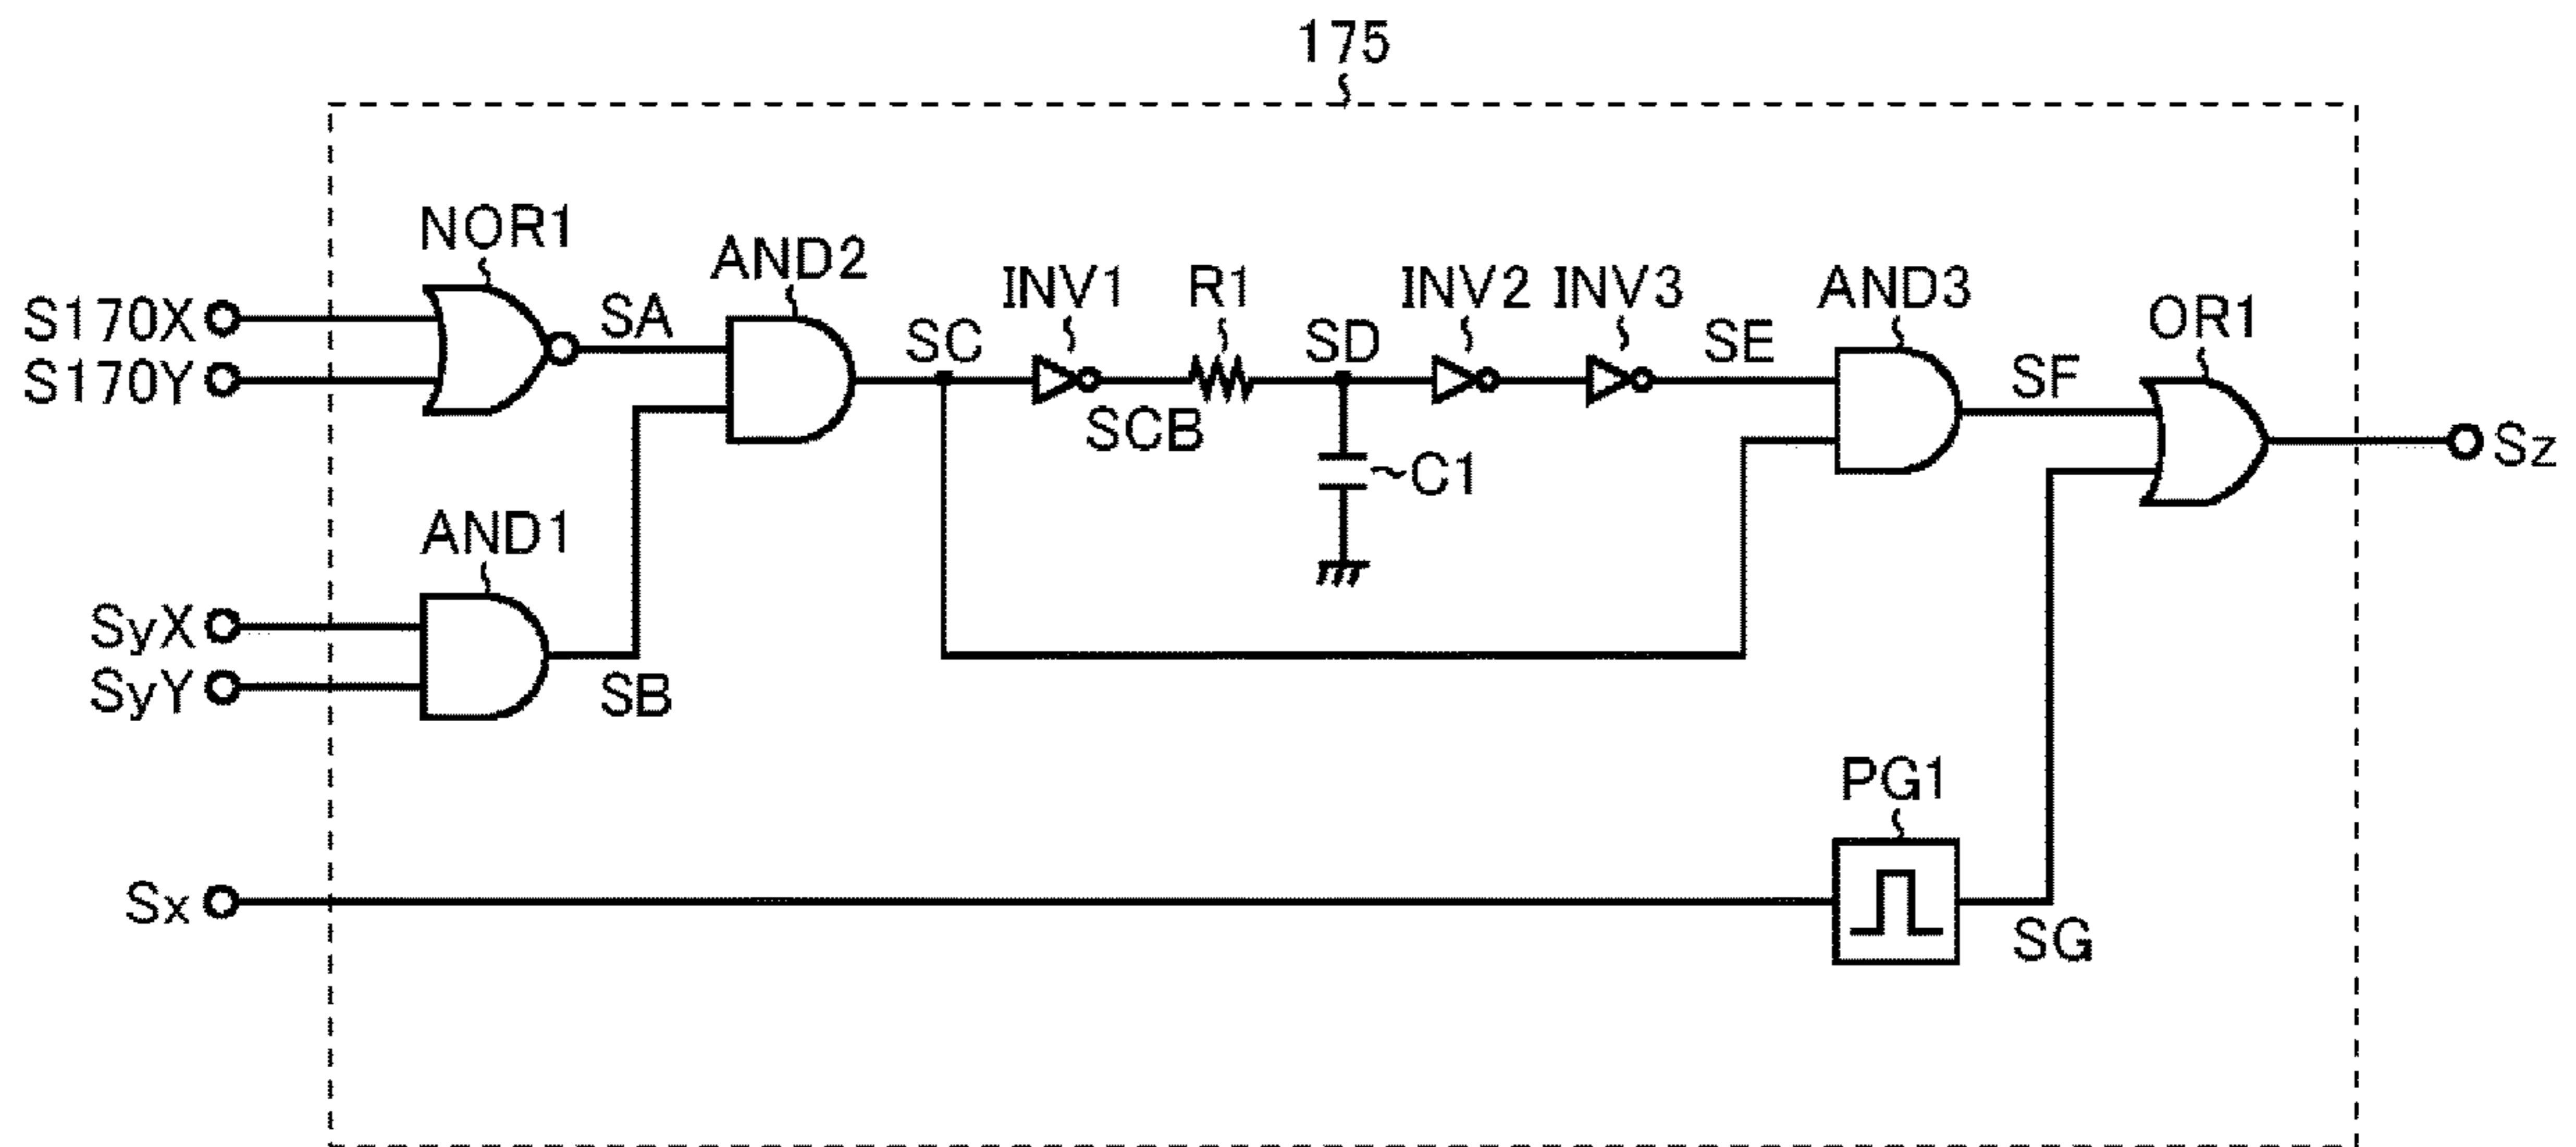 175
NOR1
AND2
INV1
R1
INV2
INV3
AND3
OR1
S170X
S170Y
SA
SC
SCB
SD
C1
SE
SF
Sz
AND1
SyX
SyY
SB
PG1
Sx
SG